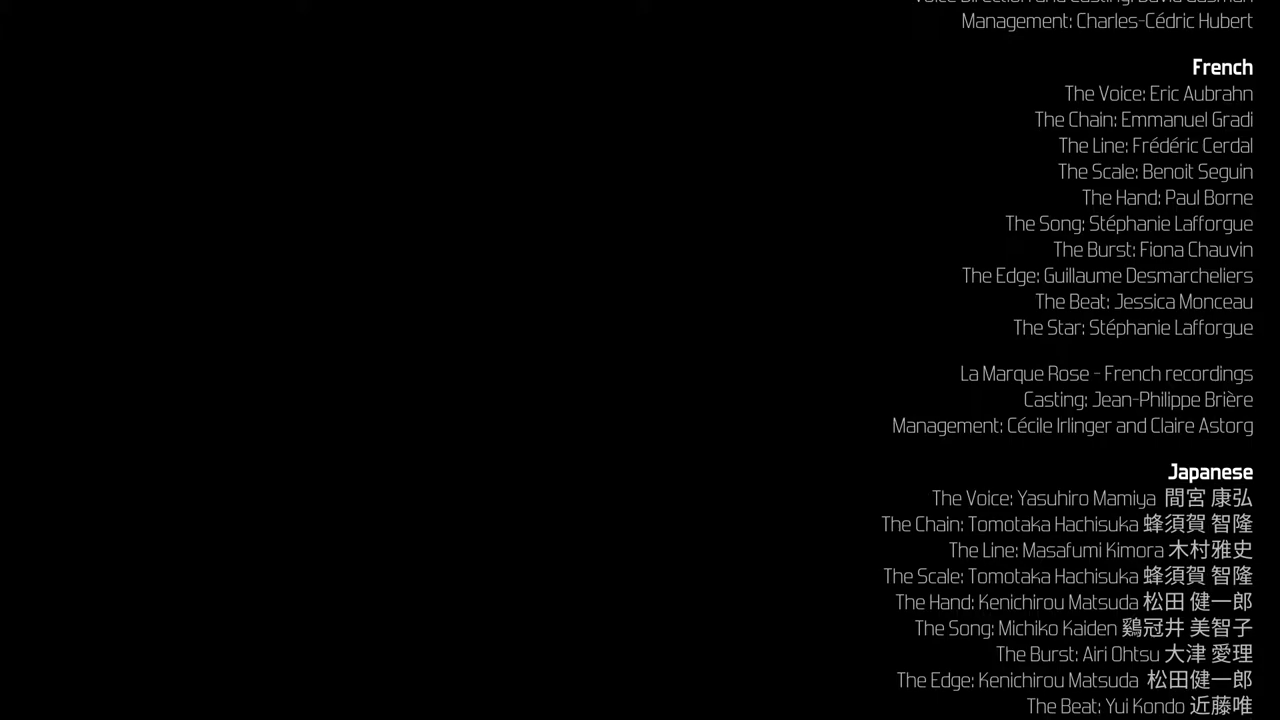 Voice Direction and Casting: David Gasman
Management: Charles-Cédric Hubert
French
The Voice: Eric Aubrahn
The Chain: Emmanuel Gradi
The Line: Frédéric Cerdal
The Scale: Benoit Seguin
The Hand: Paul Borne
The Song: Stéphanie Lafforgue
The Burst: Fiona Chauvin
The Edge: Guillaume Desmarcheliers
The Beat: Jessica Monceau
The Star: Stéphanie Lafforgue
La Marque Rose - French recordings
Casting: Jean-Philippe Brière
Management: Cécile Irlinger and Claire Astorg
Japanese
The Voice: Yasuhiro Mamiya 間宮 康弘
The Chain: Tomotaka Hachisuka 蜂須賀 智隆
The Line: Masafumi Kimora 木村雅史
The Scale: Tomotaka Hachisuka 蜂須賀 智隆
The Hand: Kenichirou Matsuda 松田 健一郎
The Song: Michiko Kaiden 鷄冠井 美智子
The Burst: Airi Ohtsu 大津 愛理
The Edge: Kenichirou Matsuda 松田健一郎
The Beat: Yui Kondo 近藤唯